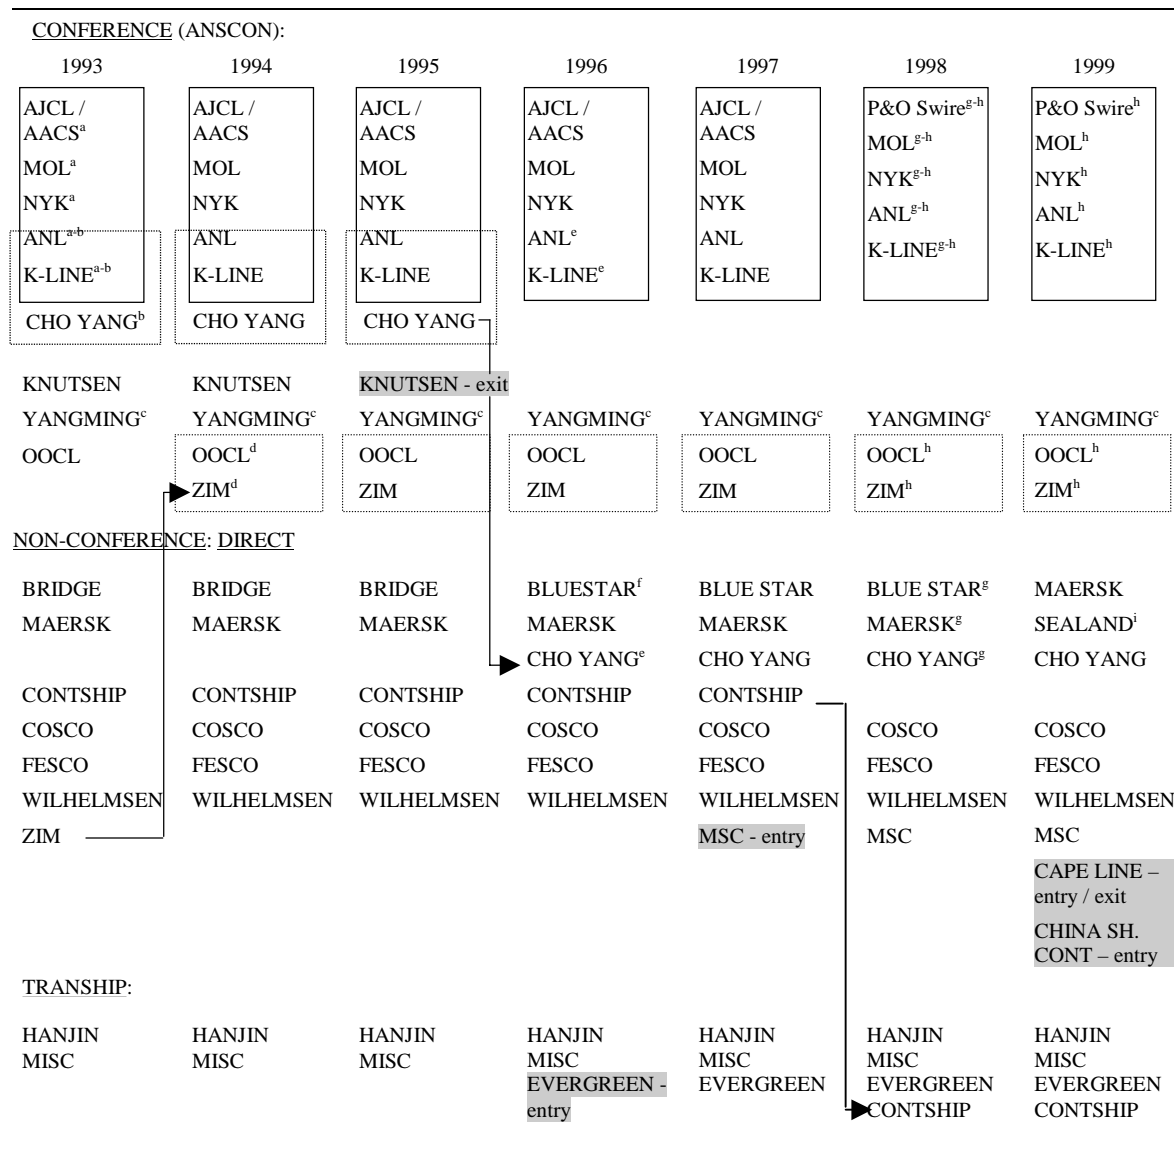 CONFERENCE (ANSCON):
1993 1994 1995 1996 1997 1998 1999
AJCL / AJCL / AJCL / AJCL / AJCL / P&O Swire^g-h P&O Swire^h
AACS^a AACS AACS AACS AACS
MOL^a MOL MOL MOL MOL MOL^g-h MOL^h
NYK^a NYK NYK NYK NYK NYK^g-h NYK^h
ANL^a-b ANL ANL ANL^e ANL ANL^g-h ANL^h
K-LINE^a-b K-LINE K-LINE K-LINE^e K-LINE K-LINE^g-h K-LINE^h
CHO YANG^b CHO YANG CHO YANG
KNUTSEN KNUTSEN KNUTSEN - exit
YANGMING^c YANGMING^c YANGMING^c YANGMING^c YANGMING^c YANGMING^c YANGMING^c
OOCL OOCL^d OOCL OOCL OOCL OOCL^h OOCL^h
ZIM^d ZIM ZIM ZIM ZIM^h ZIM^h
NON-CONFERENCE: DIRECT
BRIDGE BRIDGE BRIDGE BLUESTAR^f BLUE STAR BLUE STAR^g MAERSK
MAERSK MAERSK MAERSK MAERSK MAERSK MAERSK^g SEALAND^i
CHO YANG^e CHO YANG CHO YANG^g CHO YANG
CONTSHIP CONTSHIP CONTSHIP CONTSHIP CONTSHIP
COSCO COSCO COSCO COSCO COSCO COSCO COSCO
FESCO FESCO FESCO FESCO FESCO FESCO FESCO
WILHELMSEN WILHELMSEN WILHELMSEN WILHELMSEN WILHELMSEN WILHELMSEN WILHELMSEN
ZIM MSC - entry MSC MSC
CAPE LINE –
entry / exit
CHINA SH.
CONT – entry
TRANSHIP:
HANJIN HANJIN HANJIN HANJIN HANJIN HANJIN HANJIN
MISC MISC MISC MISC MISC MISC MISC
EVERGREEN - EVERGREEN EVERGREEN EVERGREEN
entry CONTSHIP CONTSHIP